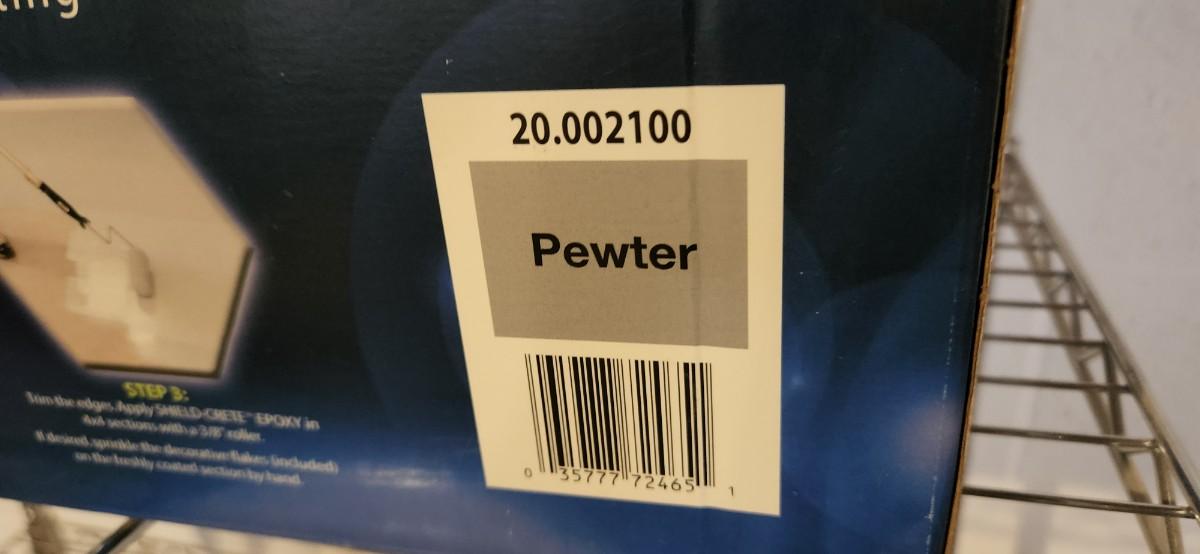 20.002100
Pewter
0 35777 72465 1
STEP 3:
Trim the edges. Apply SHIELD-CRETE™ EPOXY in
4x4 sections with a 3/8" roller.
If desired, sprinkle the decorative flakes (included)
on the freshly coated section by hand.